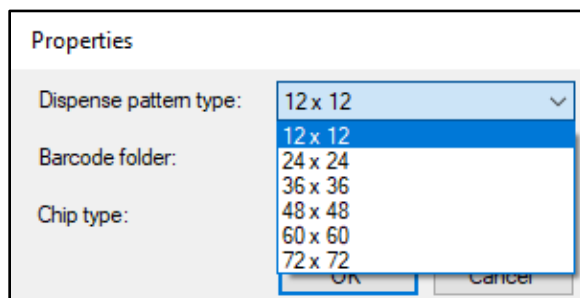 Properties
Dispense pattern type: 12 x 12
12 x 12
24 x 24
Barcode folder:
36 x 36
48 x 48
Chip type:
60 x 60
72 x 72
OK Cancel